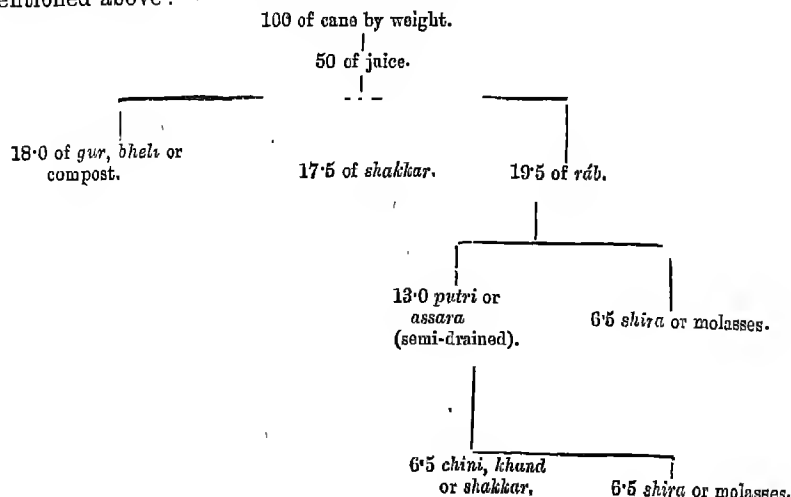 entioned above:
100 of cane by weight.
50 of juice.
18·0 of gur, bheli or
compost.
17·5 of shakkar.
19·5 of ráb.
13·0 putri or
assara
(semi-drained).
6·5 shira or molasses.
6·5 chini, khand
or shakkar.
6·5 shira or molasses.